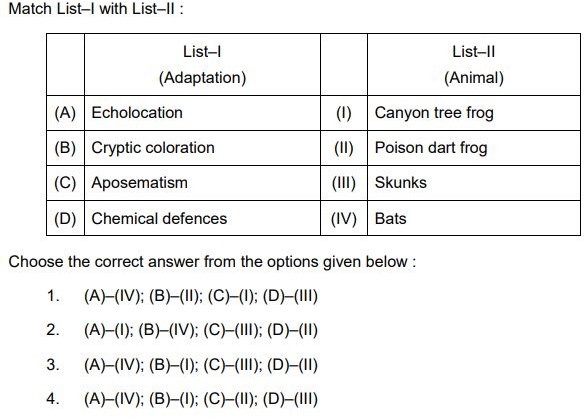 Match List–I with List–II :
List–I
(Adaptation)
List–II
(Animal)
(A) Echolocation (I) Canyon tree frog
(B) Cryptic coloration (II) Poison dart frog
(C) Aposematism (III) Skunks
(D) Chemical defences (IV) Bats
Choose the correct answer from the options given below :
1. (A)–(IV); (B)–(II); (C)–(I); (D)–(III)
2. (A)–(I); (B)–(IV); (C)–(III); (D)–(II)
3. (A)–(IV); (B)–(I); (C)–(III); (D)–(II)
4. (A)–(IV); (B)–(I); (C)–(II); (D)–(III)